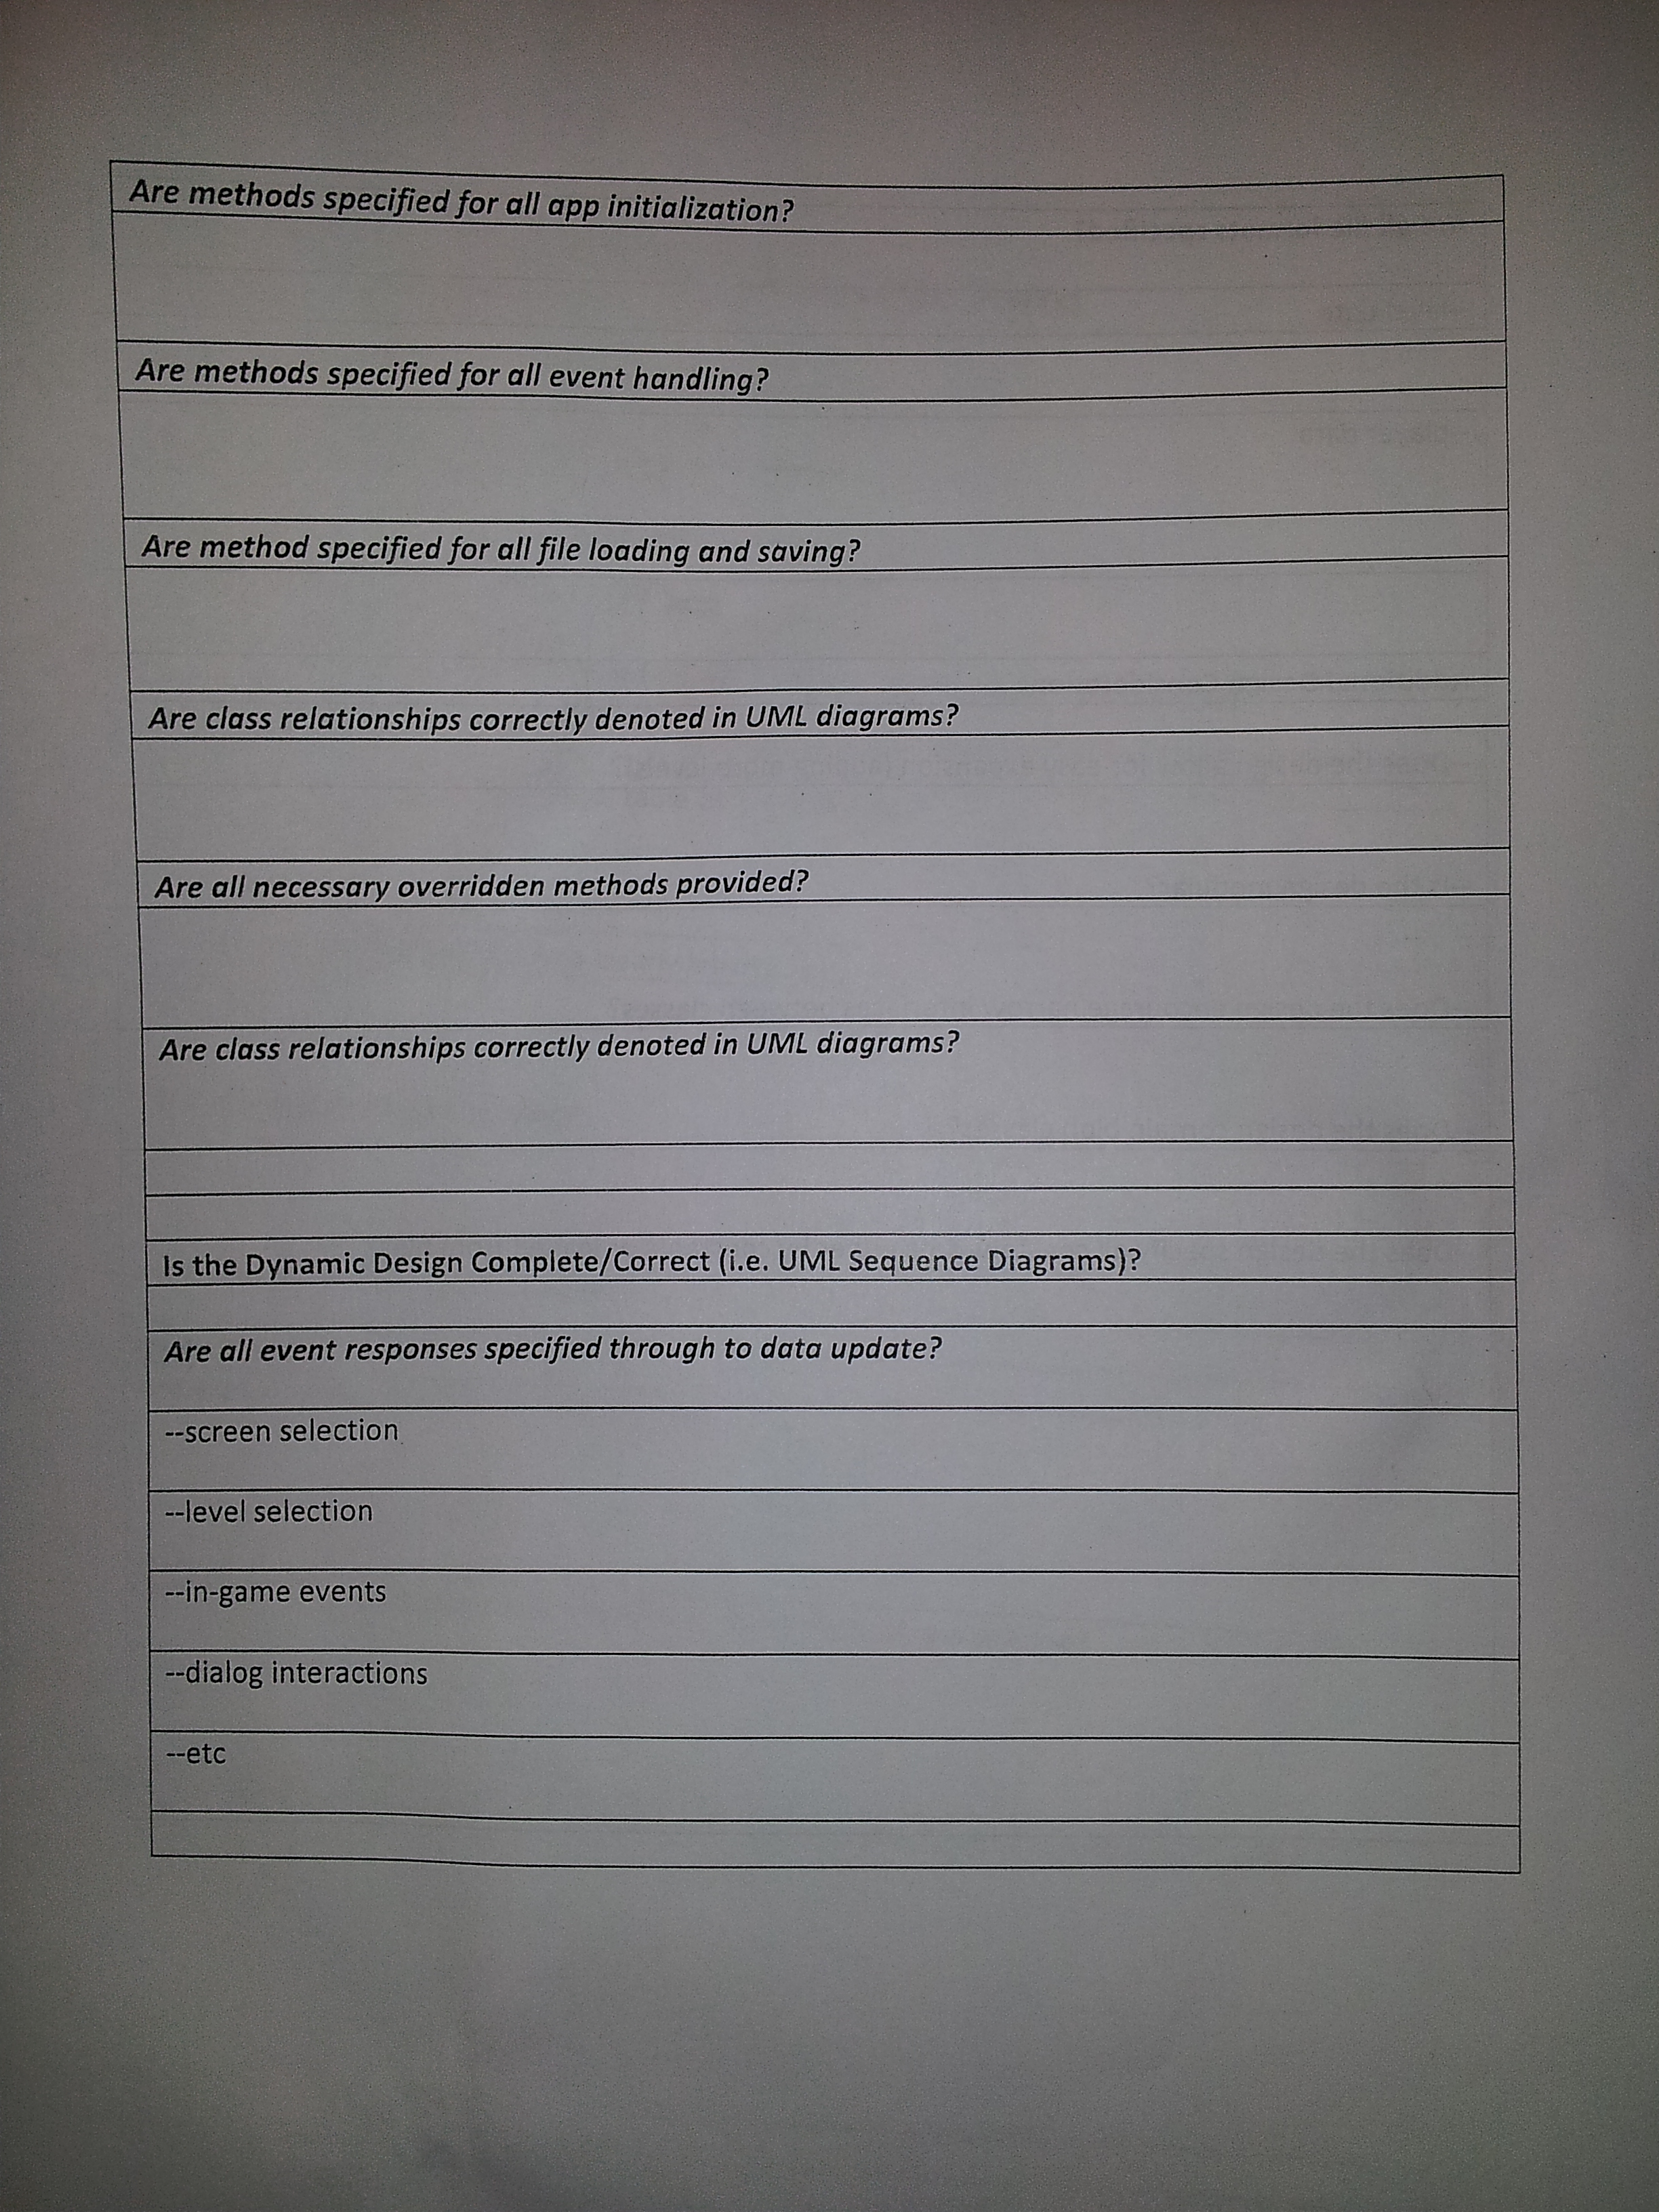 Are methods specified for all app initialization?
Are methods specified for all event handling?
Are method specified for all file loading and saving?
Are class relationships correctly denoted in UML diagrams?
Are all necessary overridden methods provided?
Are class relationships correctly denoted in UML diagrams?
Is the Dynamic Design Complete/Correct (i.e. UML Sequence Diagrams)?
Are all event responses specified through to data update?
--screen selection
--level selection
--in-game events
--dialog interactions
--etc